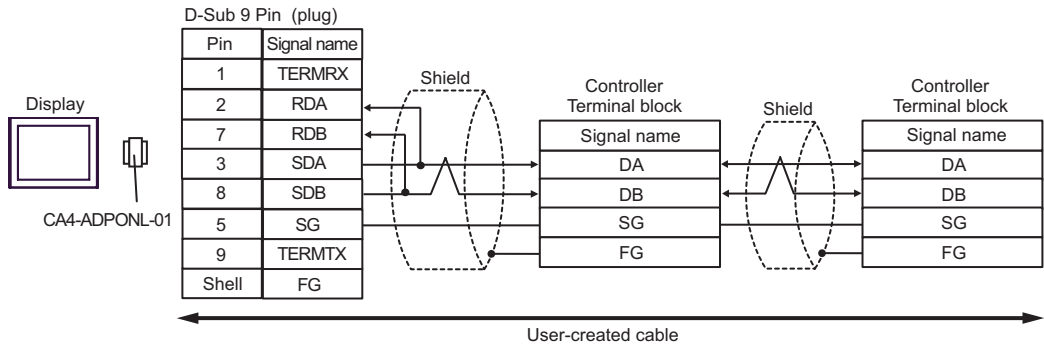 D-Sub 9 Pin (plug)
Pin Signal name
1 TERMRX
2 RDA
7 RDB
3 SDA
8 SDB
5 SG
9 TERMTX
Shell FG
Display
CA4-ADPONL-01
Shield
Controller
Terminal block
Signal name
DA
DB
SG
FG
Shield
Controller
Terminal block
Signal name
DA
DB
SG
FG
User-created cable